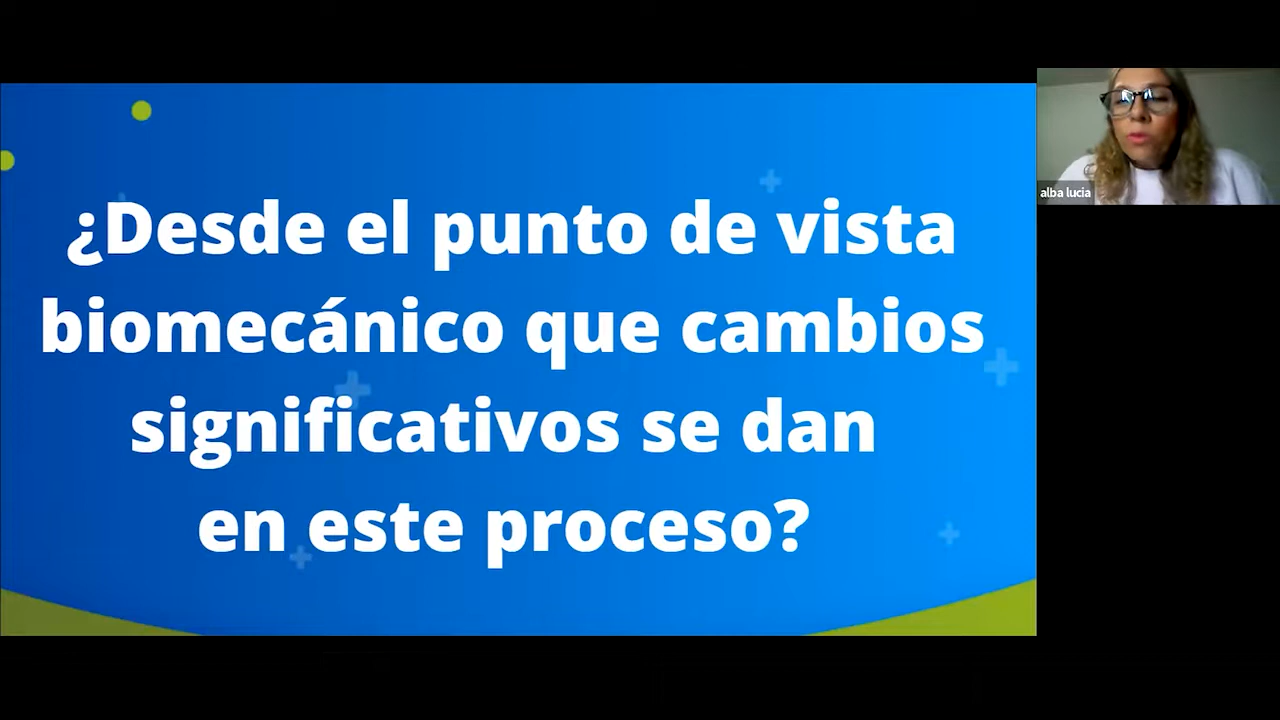 ¿Desde el punto de vista
biomecánico que cambios
significativos se dan
en este proceso?
alba lucia